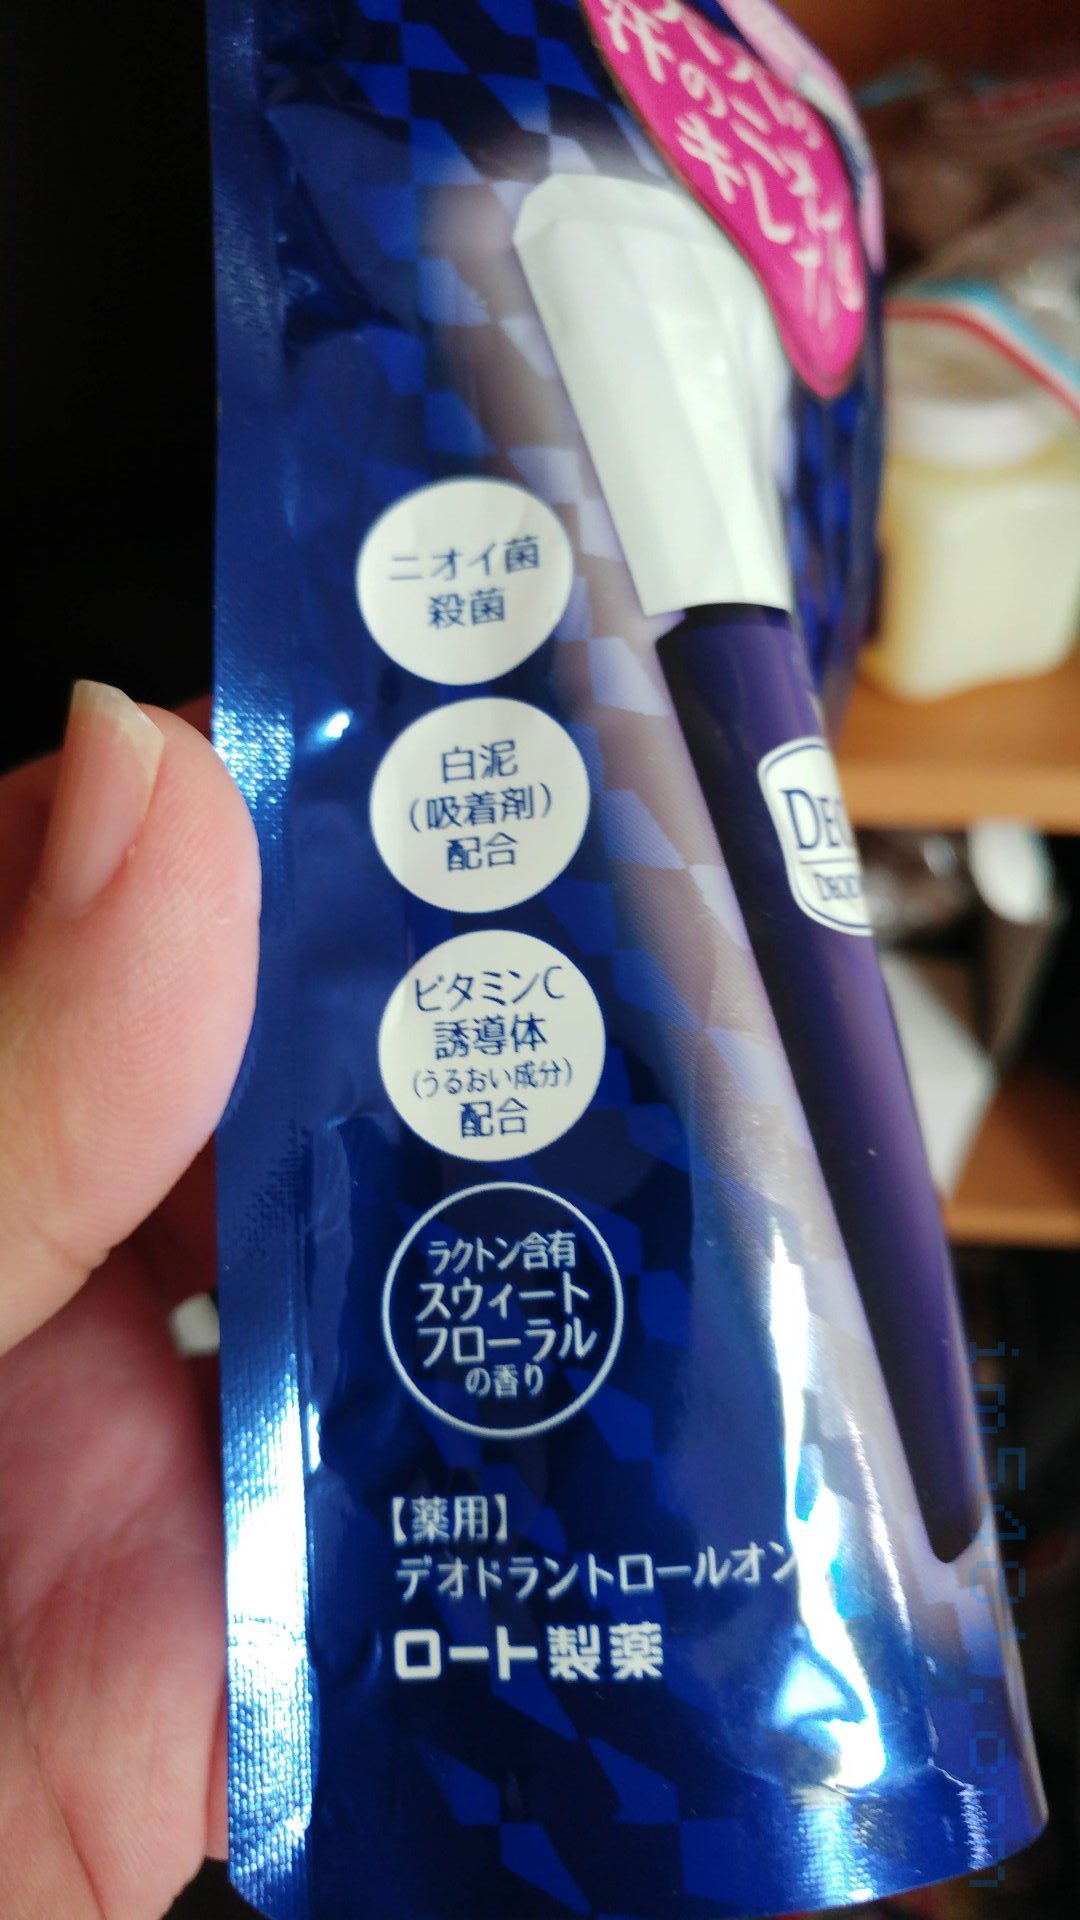 ニオイ菌
殺菌
白泥
（吸着剤）
配合
ビタミンC
誘導体
（うるおい成分）
配合
ラクトン含有
スウィート
フローラル
の香り
【薬用】
デオドラントロールオン
ロート製薬
im5481.com